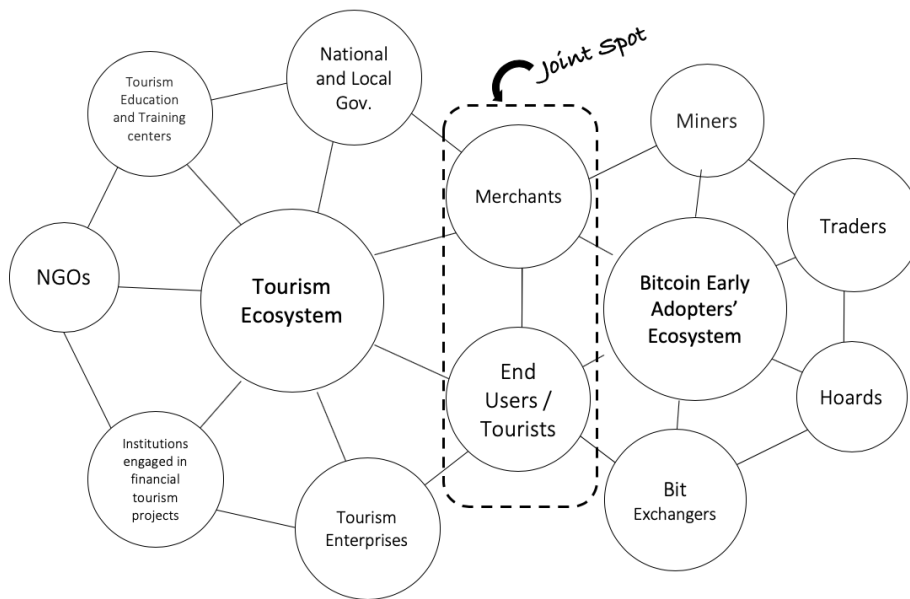 National
and Local
Gov.
Joint Spot
Tourism
Education
and Training
centers
Miners
Merchants
Traders
NGOs
Tourism
Ecosystem
Bitcoin Early
Adopters’
Ecosystem
End
Users /
Tourists
Hoards
Institutions
engaged in
financial
tourism
projects
Tourism
Enterprises
Bit
Exchangers